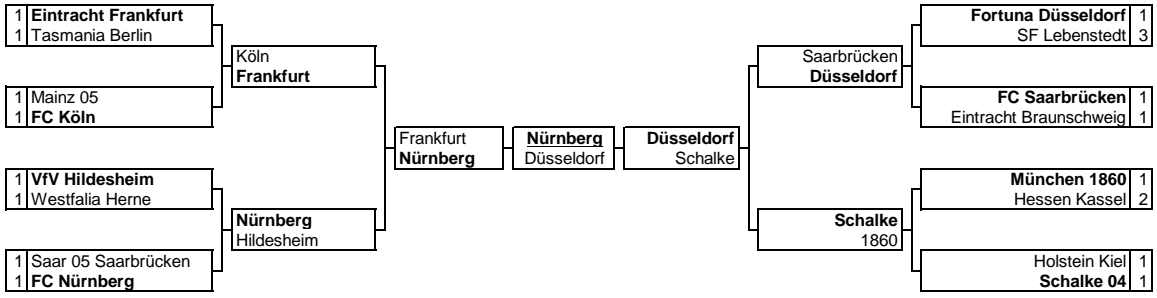 1 Eintracht Frankfurt
1 Tasmania Berlin
1 Mainz 05
1 FC Köln
1 VfV Hildesheim
1 Westfalia Herne
1 Saar 05 Saarbrücken
1 FC Nürnberg
Köln
Frankfurt
Nürnberg
Hildesheim
Frankfurt
Nürnberg
Nürnberg
Düsseldorf
Düsseldorf
Schalke
Saarbrücken
Düsseldorf
Schalke
1860
Fortuna Düsseldorf 1
SF Lebenstedt 3
FC Saarbrücken 1
Eintracht Braunschweig 1
München 1860 1
Hessen Kassel 2
Holstein Kiel 1
Schalke 04 1